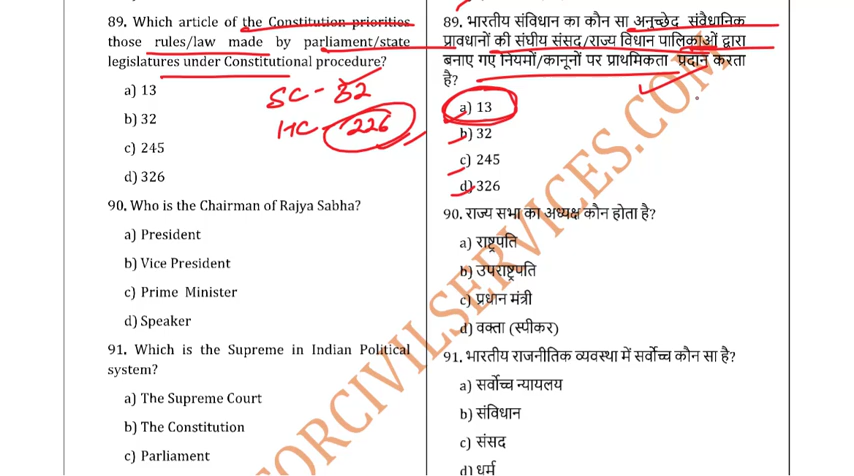 89. Which article of the Constitution priorities
those rules/law made by parliament/state
legislatures under Constitutional procedure?
a) 13
b) 32
c) 245
d) 326
SC - 32
HC - 226
90. Who is the Chairman of Rajya Sabha?
a) President
b) Vice President
c) Prime Minister
d) Speaker
91. Which is the Supreme in Indian Political
system?
a) The Supreme Court
b) The Constitution
c) Parliament
89. भारतीय संविधान का कौन सा अनुच्छेद संवैधानिक
प्रावधानों की संघीय संसद/राज्य विधान पालिकाओं द्वारा
बनाए गए नियमों/कानूनों पर प्राथमिकता प्रदान करता
है?
a) 13
b) 32
c) 245
d) 326
90. राज्य सभा का अध्यक्ष कौन होता है?
a) राष्ट्रपति
b) उपराष्ट्रपति
c) प्रधान मंत्री
d) वक्ता (स्पीकर)
91. भारतीय राजनीतिक व्यवस्था में सर्वोच्च कौन सा है?
a) सर्वोच्च न्यायलय
b) संविधान
c) संसद
d) धर्म
FORCIVILSERVICES.COM